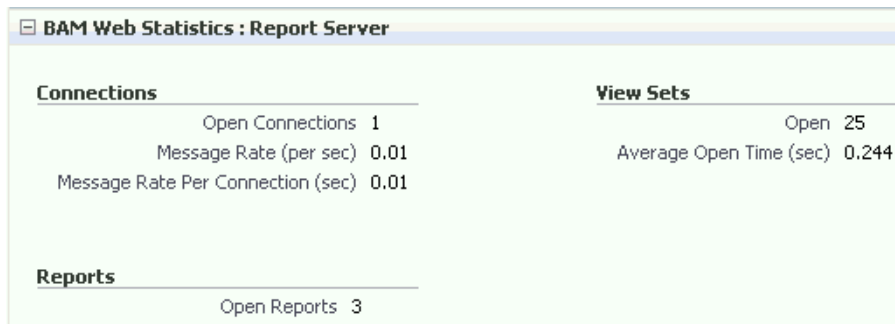 BAM Web Statistics : Report Server
Connections
Open Connections 1
Message Rate (per sec) 0.01
Message Rate Per Connection (sec) 0.01
View Sets
Open 25
Average Open Time (sec) 0.244
Reports
Open Reports 3